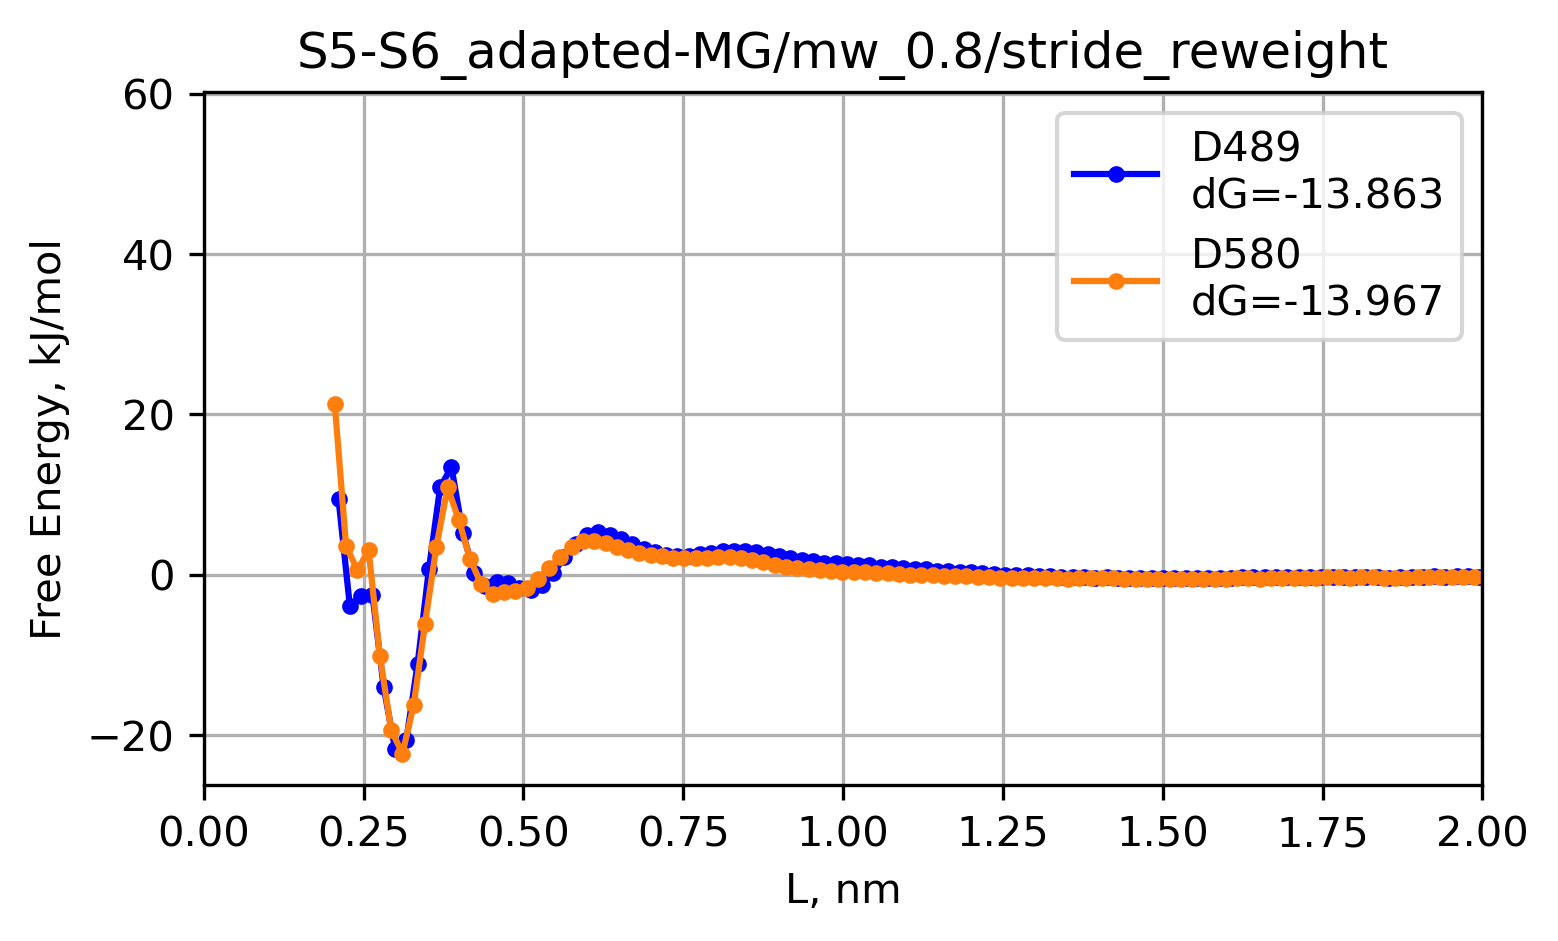 S5-S6_adapted-MG/mw_0.8/stride_reweight
60
40
20
0
−20
Free Energy, kJ/mol
D489
dG=-13.863
D580
dG=-13.967
0.00 0.25 0.50 0.75 1.00 1.25 1.50 1.75 2.00
L, nm